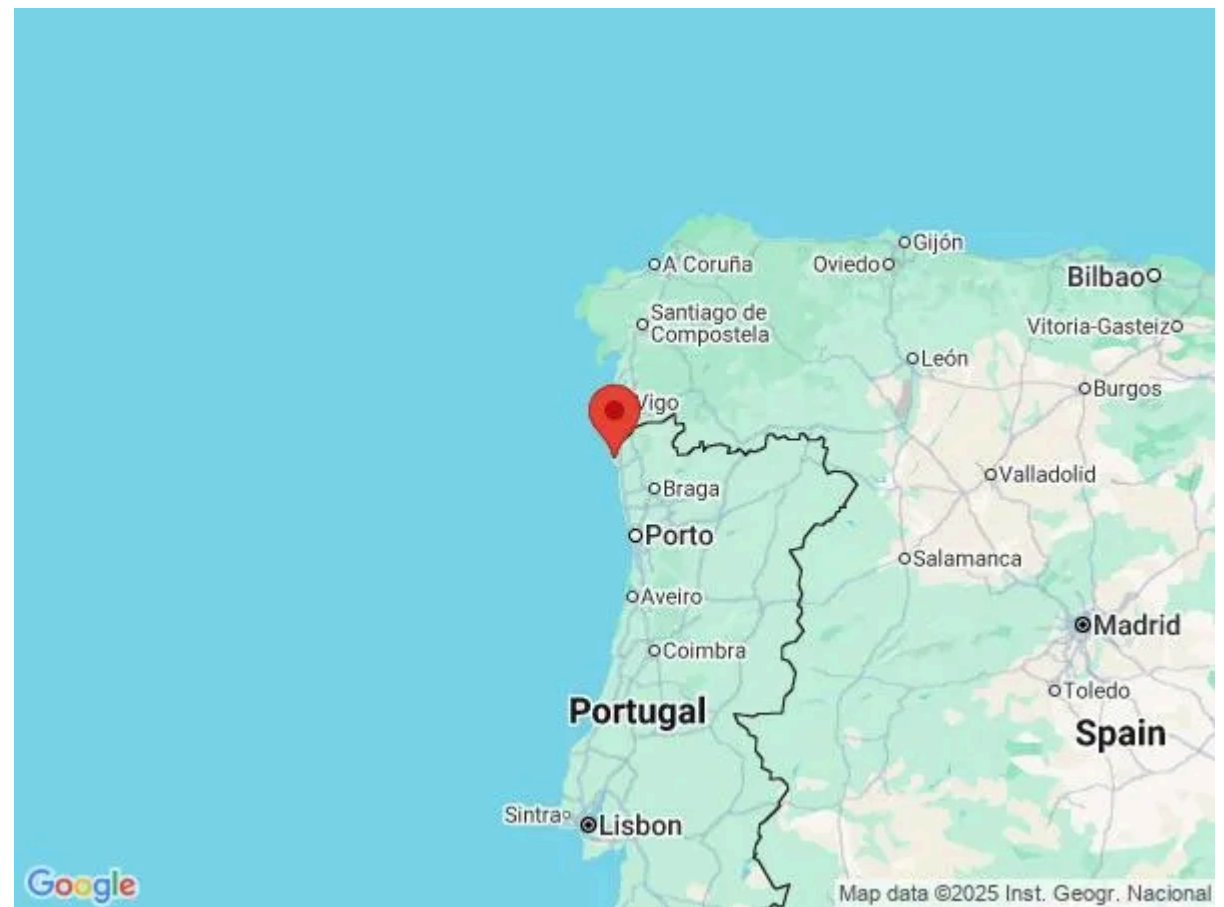 Gijón
A Coruña
Oviedo
Bilbao
Santiago de
Compostela
Vitoria-Gasteiz
León
Burgos
Vigo
Valladolid
Braga
Porto
Salamanca
Aveiro
Madrid
Coimbra
Toledo
Portugal
Spain
Sintra
Lisbon
Google
Map data ©2025 Inst. Geogr. Nacional